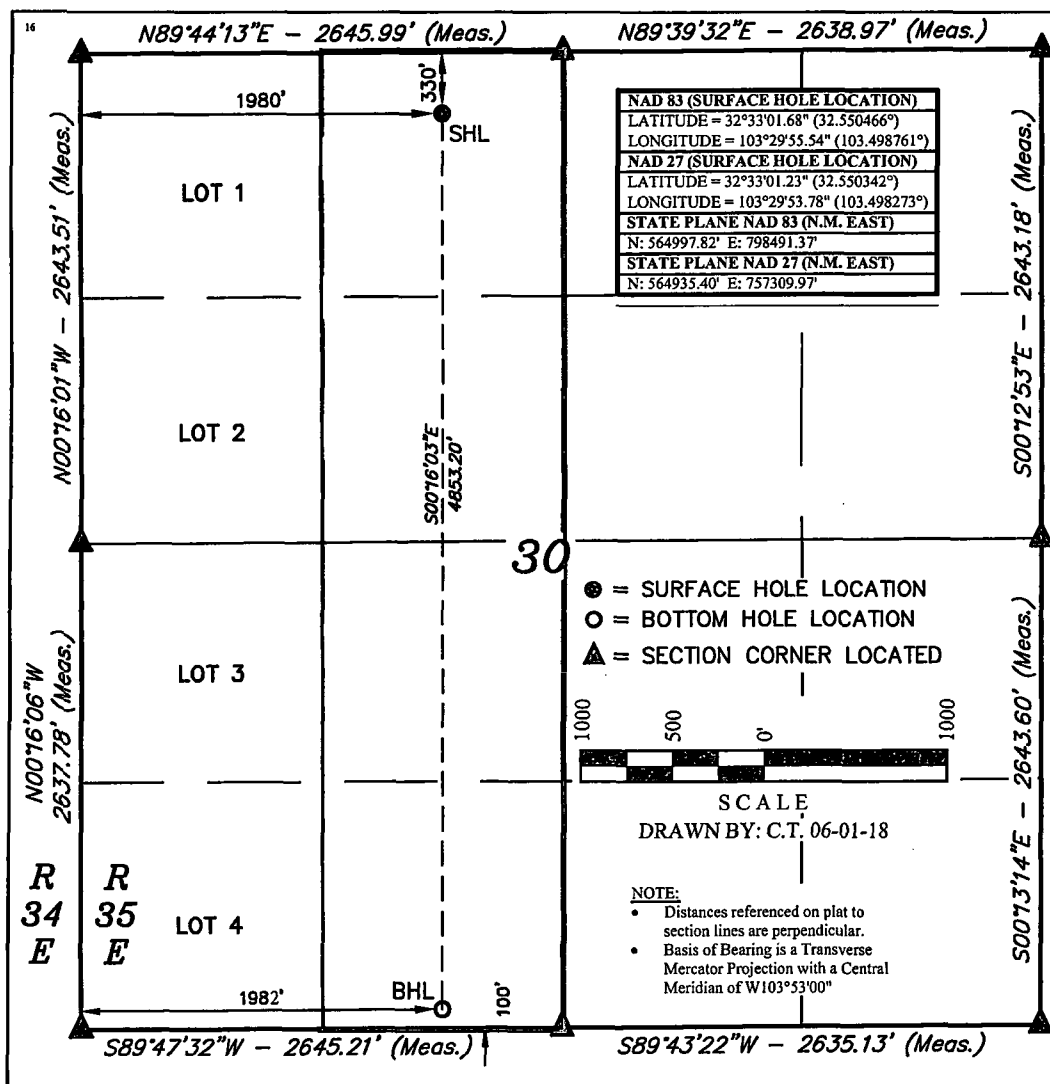 16
N89°44'13"E – 2645.99' (Meas.)
N89°39'32"E – 2638.97' (Meas.)
1980'
330'
SHL
NAD 83 (SURFACE HOLE LOCATION)
LATITUDE = 32°33'01.68" (32.550466°)
LONGITUDE = 103°29'55.54" (103.498761°)
NAD 27 (SURFACE HOLE LOCATION)
LATITUDE = 32°33'01.23" (32.550342°)
LONGITUDE = 103°29'53.78" (103.498273°)
STATE PLANE NAD 83 (N.M. EAST)
N: 564997.82' E: 798491.37'
STATE PLANE NAD 27 (N.M. EAST)
N: 564935.40' E: 757309.97'
LOT 1
N00°16'01"W – 2643.51' (Meas.)
S00°12'53"E – 2643.18' (Meas.)
LOT 2
S00°16'03"E
4853.20'
30
= SURFACE HOLE LOCATION
= BOTTOM HOLE LOCATION
= SECTION CORNER LOCATED
LOT 3
N00°16'06"W
2637.78' (Meas.)
S00°13'14"E – 2643.60' (Meas.)
1000
500
0'
1000
SCALE
DRAWN BY: C.T. 06-01-18
R
34
E
R
35
E
LOT 4
NOTE:
• Distances referenced on plat to
section lines are perpendicular.
• Basis of Bearing is a Transverse
Mercator Projection with a Central
Meridian of W103°53'00"
1982'
BHL
100'
S89°47'32"W – 2645.21' (Meas.)
S89°43'22"W – 2635.13' (Meas.)